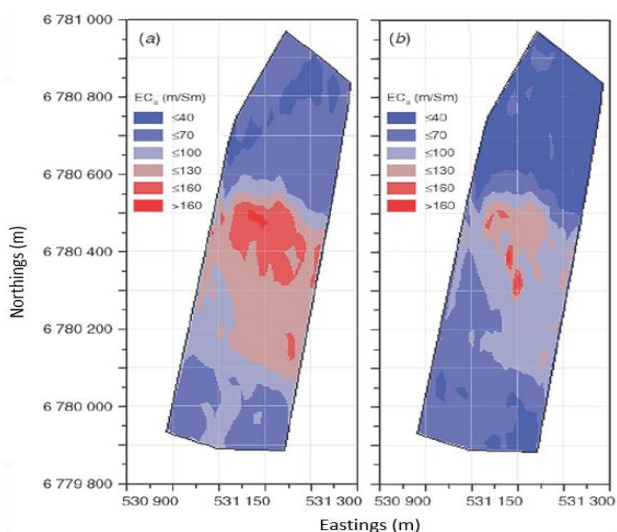 6 781 000
6 780 800
6 780 600
6 780 400
6 780 200
6 780 000
6 779 800
Northings (m)
(a)
ECa (m/Sm)
≤40
≤70
≤100
≤130
≤160
>160
(b)
ECa (m/Sm)
≤40
≤70
≤100
≤130
≤160
>160
530 900 531 150 531 300 530 900 531 150 531 300
Eastings (m)